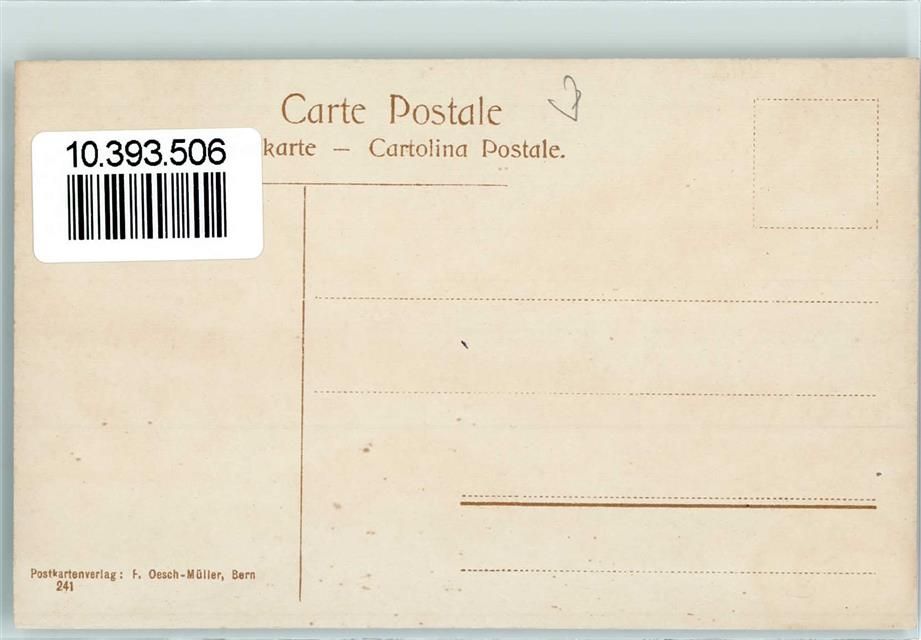 Carte Postale
10.393.506
karte – Cartolina Postale.
Postkartenverlag: F. Oesch-Müller, Bern
241